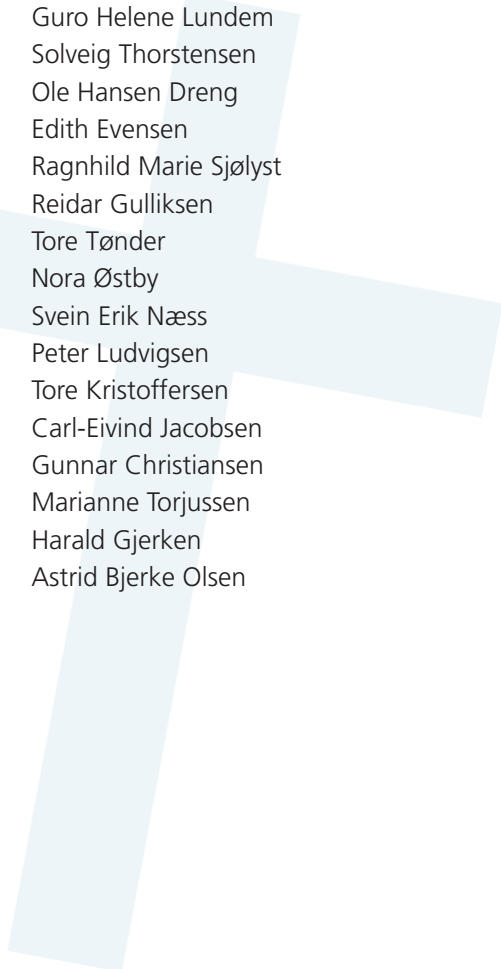 Guro Helene Lundem
Solveig Thorstensen
Ole Hansen Dreng
Edith Evensen
Ragnhild Marie Sjølyst
Reidar Gulliksen
Tore Tønder
Nora Østby
Svein Erik Næss
Peter Ludvigsen
Tore Kristoffersen
Carl-Eivind Jacobsen
Gunnar Christiansen
Marianne Torjussen
Harald Gjerken
Astrid Bjerke Olsen